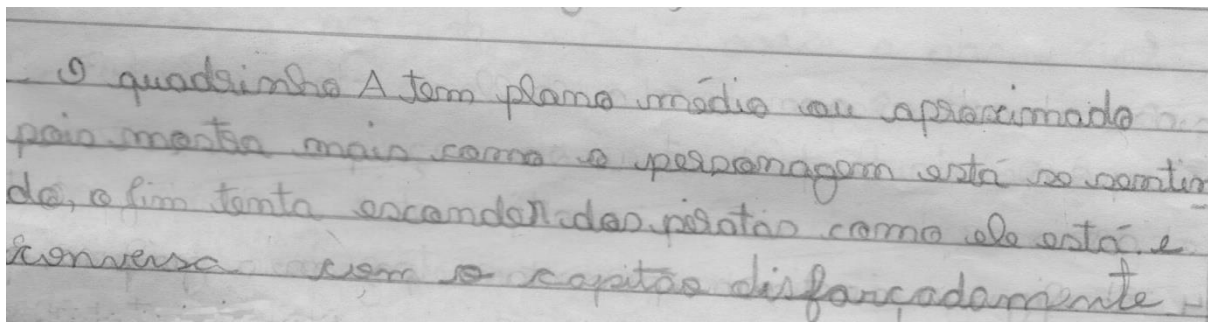 O quadrinho A tem plano médio ou aproximado
pois mostra mais como o personagem está se sentin
do, o fim tenta esconder dos piratas como ele está e
conversa com o capitão disfarçadamente